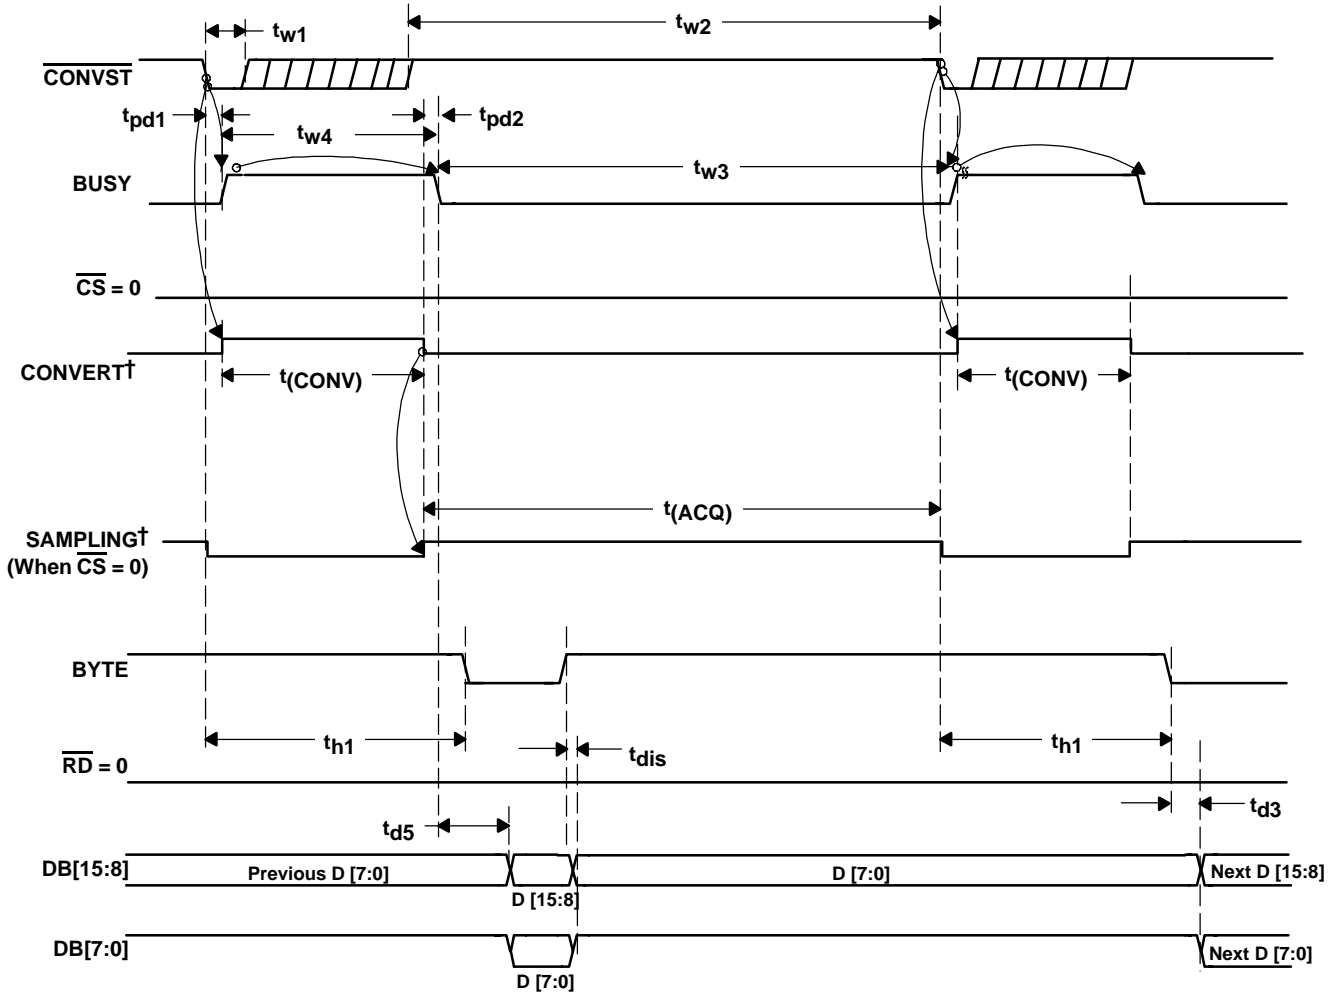 tw1
tw2
CONVST
tpd1
tw4
tpd2
BUSY
tw3
CS = 0
CONVERT†
t(CONV)
t(CONV)
t(ACQ)
SAMPLING†
(When CS = 0)
BYTE
th1
tdis
th1
RD = 0
td5
td3
DB[15:8]
Previous D [7:0]
D [15:8]
D [7:0]
Next D [15:8]
DB[7:0]
D [7:0]
Next D [7:0]